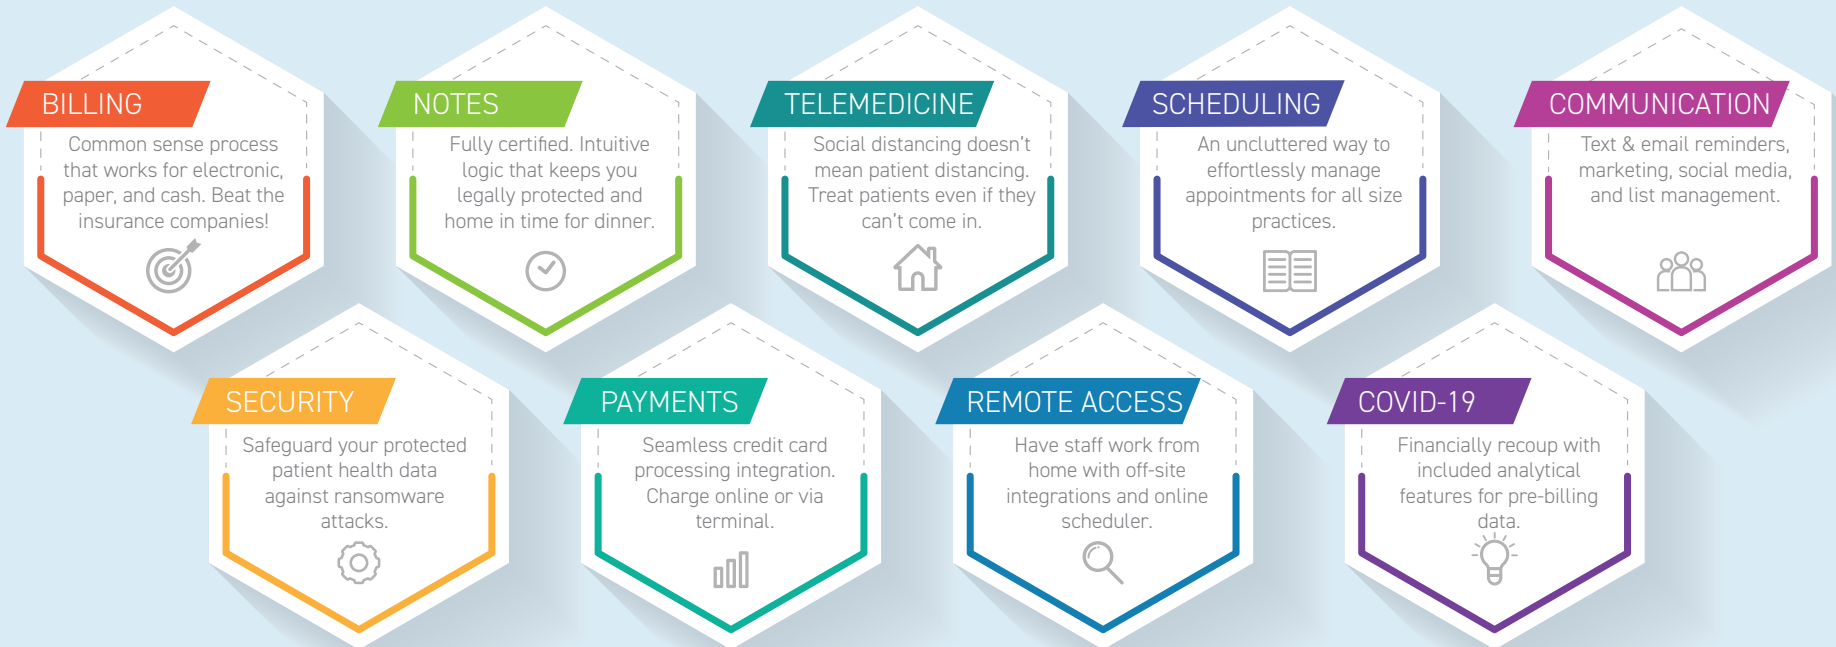 BILLING
Common sense process
that works for electronic,
paper, and cash. Beat the
insurance companies!
NOTES
Fully certified. Intuitive
logic that keeps you
legally protected and
home in time for dinner.
TELEMEDICINE
Social distancing doesn't
mean patient distancing.
Treat patients even if they
can't come in.
SCHEDULING
An uncluttered way to
effortlessly manage
appointments for all size
practices.
COMMUNICATION
Text & email reminders,
marketing, social media,
and list management.
SECURITY
Safeguard your protected
patient health data
against ransomware
attacks.
PAYMENTS
Seamless credit card
processing integration.
Charge online or via
terminal.
REMOTE ACCESS
Have staff work from
home with off-site
integrations and online
scheduler.
COVID-19
Financially recoup with
included analytical
features for pre-billing
data.